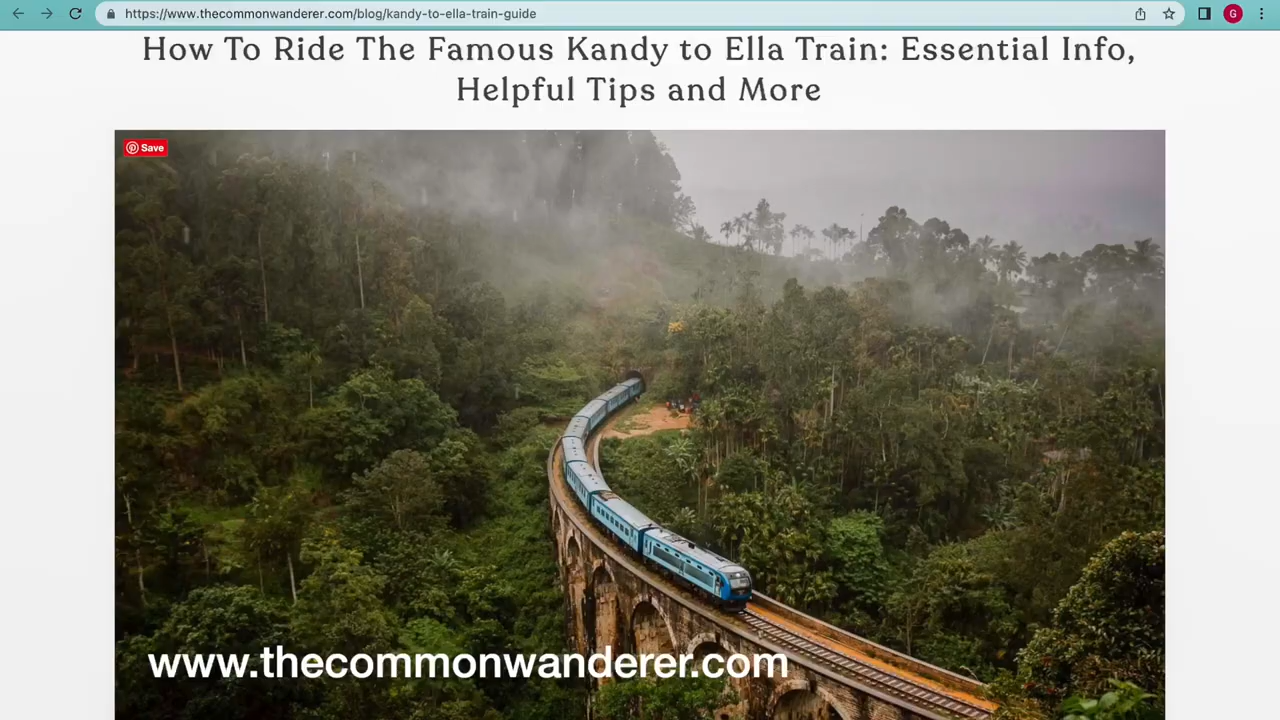 https://www.thecommonwanderer.com/blog/kandy-to-ella-train-guide
G
How To Ride The Famous Kandy to Ella Train: Essential Info,
Helpful Tips and More
Save
www.thecommonwanderer.com